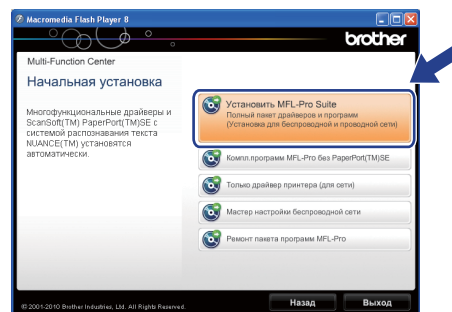 Macromedia Flash Player 8
brother
Multi-Function Center
Начальная установка
Многофункциональные драйверы и
ScanSoft(TM) PaperPort(TM)SE с
системой распознавания текста
NUANCE(TM) установятся
автоматически.
Установить MFL-Pro Suite
Полный пакет драйверов и программ
(Установка для беспроводной и проводной сети)
Компл.программ MFL-Pro без PaperPort(TM)SE
Только драйвер принтера (для сети)
Мастер настройки беспроводной сети
Ремонт пакета программ MFL-Pro
© 2001-2010 Brother Industries, Ltd. All Rights Reserved.
Назад
Выход